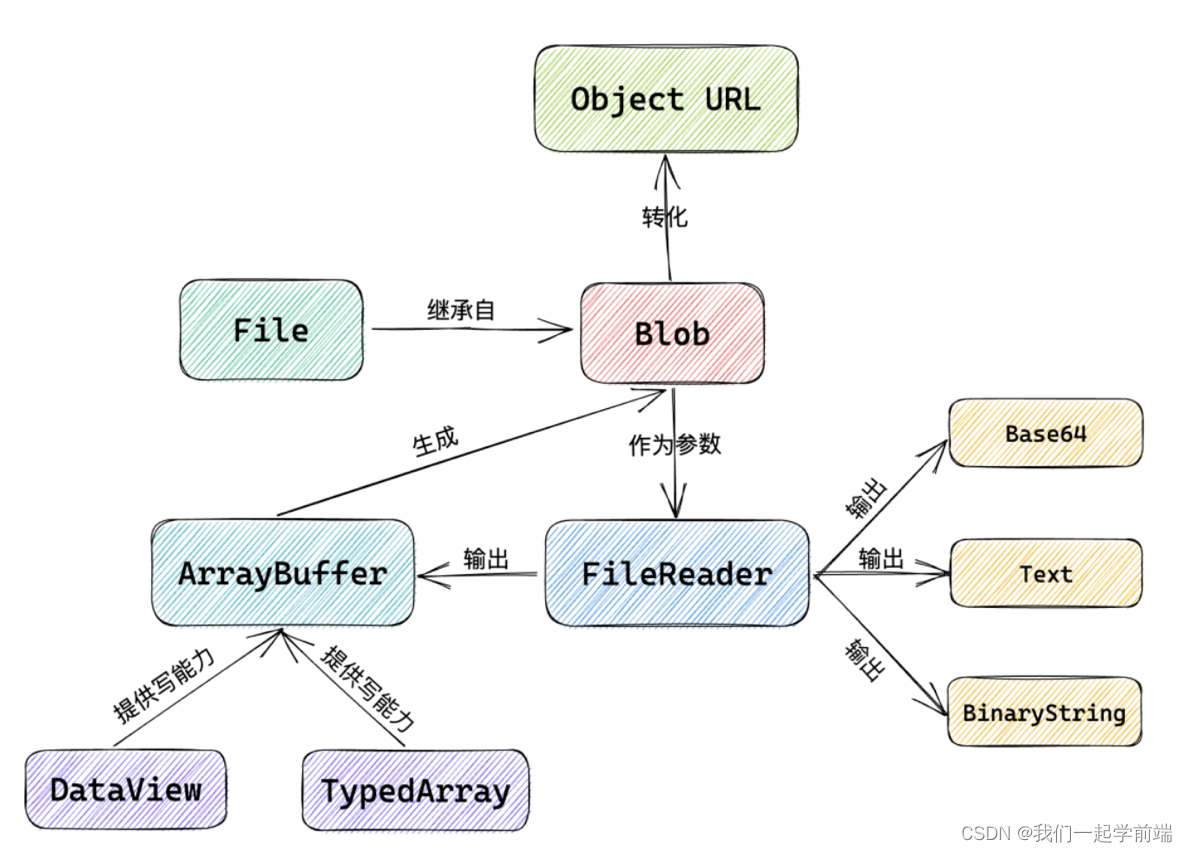 Object URL
转化
File
继承自
Blob
生成
作为参数
Base64
ArrayBuffer
输出
FileReader
输出
输出
输出
Text
BinaryString
提供写能力
提供写能力
DataView
TypedArray
CSDN @我们一起学前端